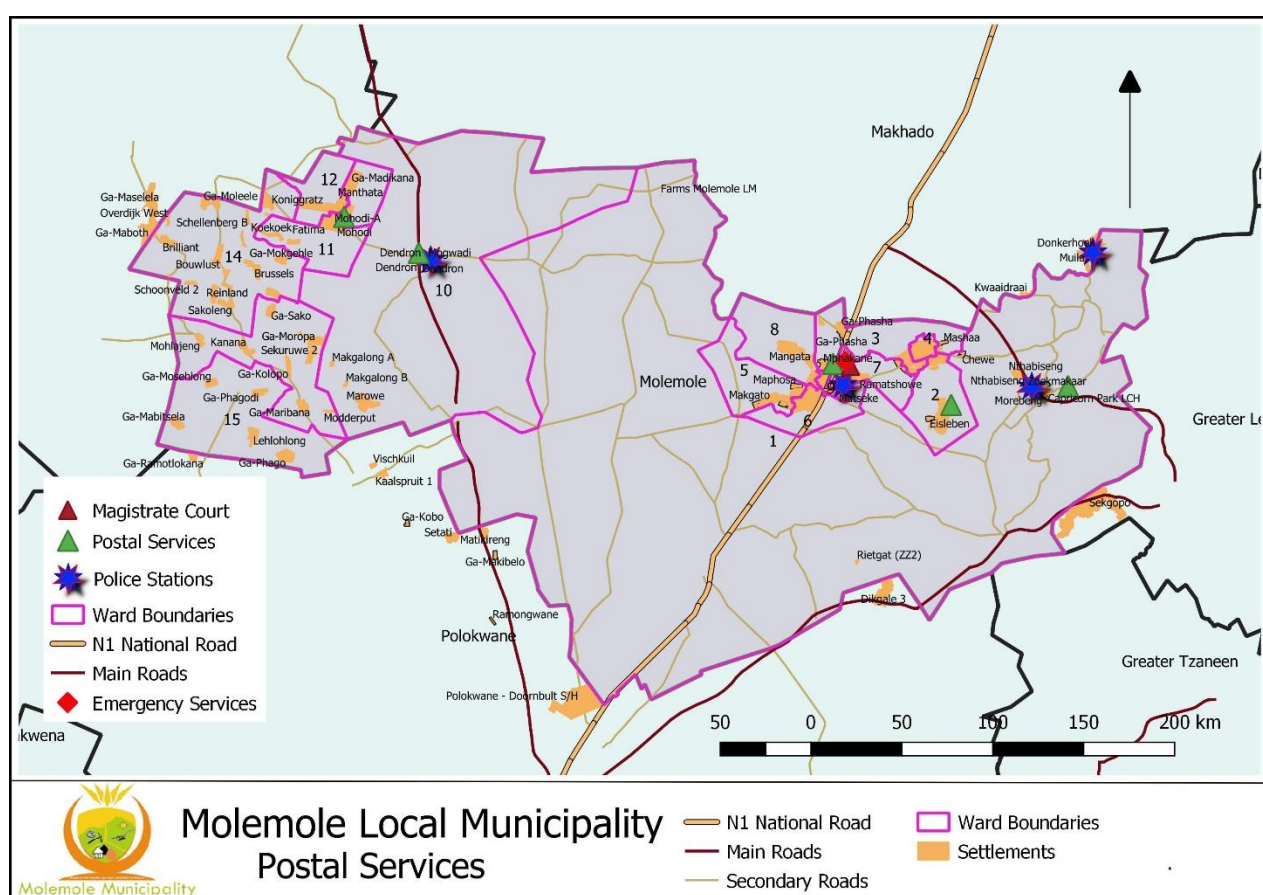 Makhado
Farms Molemole LM
Ga-Madikana
12
Manthata
Ga-Maselela
Ga-Moleele
Koniggratz
Overdijk West
Schellenberg B
Mohodi-A
Ga-Maboth
Koekoek
Fatima
Mohodi
Donkerhoek
Muila
Brilliant
14
Ga-Mokgehle
11
Dendron Mogwadi
Bouwlust
Brussels
Dendron
Dendron
Schoonveld 2
Reinland
10
Kwaaidraai
Sakoleng
Ga-Sako
Ga-Phasha
8
3
4
Ga-Moropa
Ga-Phasha
Mashaa
Mohlajeng
Kanana
Sekuruwe 2
Makgalong A
Mangata
Makgalong B
Chewe
Nthabiseng
Ga-Kolopo
Molemole
5
Maphosa
7
Ramatshowe
Nthabiseng
Ga-Phagodi
Marowe
Makgato
9
Matseke
2
Morebeng
Capricorn Park LCH
Ga-Mabitsela
Ga-Maribana
Modderput
6
15
Eisleben
Greater Le
Lehlohlong
1
Ga-Ramotlokana
Ga-Phago
Vischkuil
Kaalspruit 1
Sekgopo
Ga-Kobo
Setati
Matikireng
Rietgat (ZZ2)
Ga-Makibelo
Dikgale 3
Ramongwane
Polokwane
Greater Tzaneen
Polokwane - Doornbult S/H
akwena
Magistrate Court
Postal Services
Police Stations
Ward Boundaries
N1 National Road
Main Roads
Emergency Services
50 0 50 100 150 200 km
Molemole Local Municipality
Postal Services
Molemole Municipality
N1 National Road
Main Roads
Secondary Roads
Ward Boundaries
Settlements